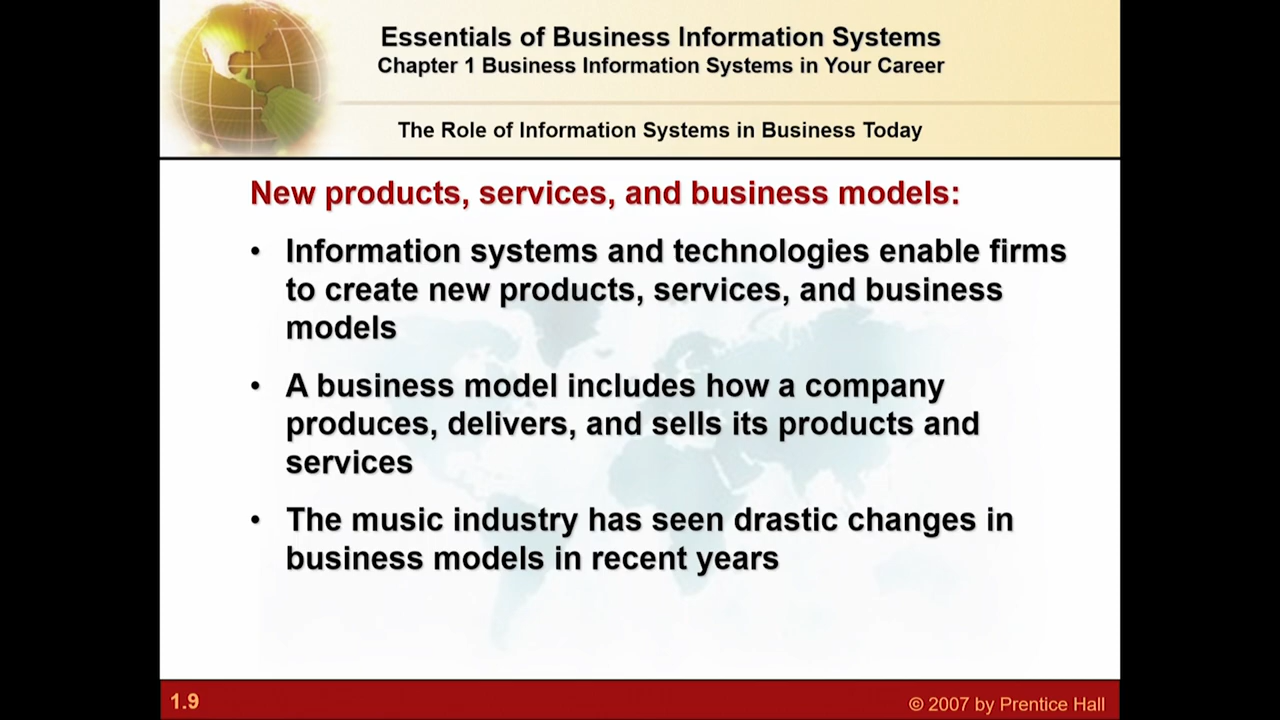 Essentials of Business Information Systems
Chapter 1 Business Information Systems in Your Career
The Role of Information Systems in Business Today
New products, services, and business models:
• Information systems and technologies enable firms
to create new products, services, and business
models
• A business model includes how a company
produces, delivers, and sells its products and
services
• The music industry has seen drastic changes in
business models in recent years
1.9
© 2007 by Prentice Hall